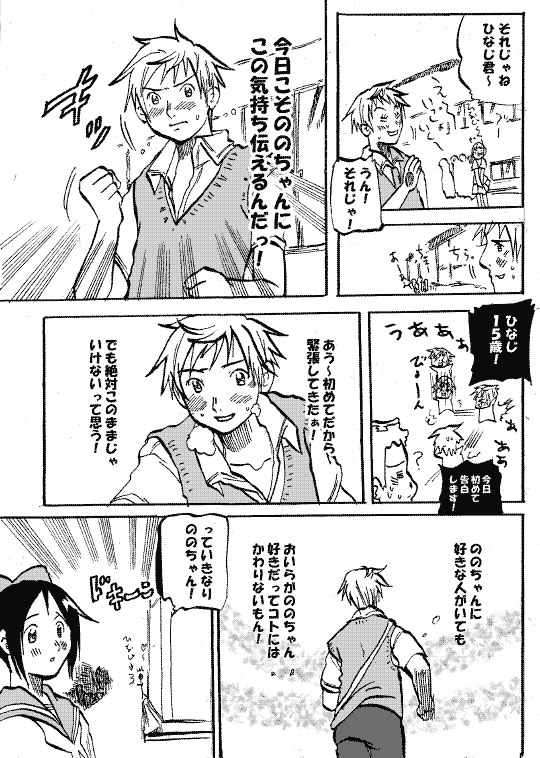 それじゃね
ひなじ君～
うん！
それじゃ！
今日こそののちゃんに
この気持ち伝えるんだっ！
ギュッ
ひなじ
15歳！
うぁぁぁぁ
今日
初めて
告白
します！
あう～初めてだから
緊張してきたぁ！
でも絶対このままじゃ
いけないって思う！
ののちゃんに
好きな人がいても
おいらがののちゃん
好きだってコトには
かわりないもん！
っていきなり
ののちゃん！
ドキーン